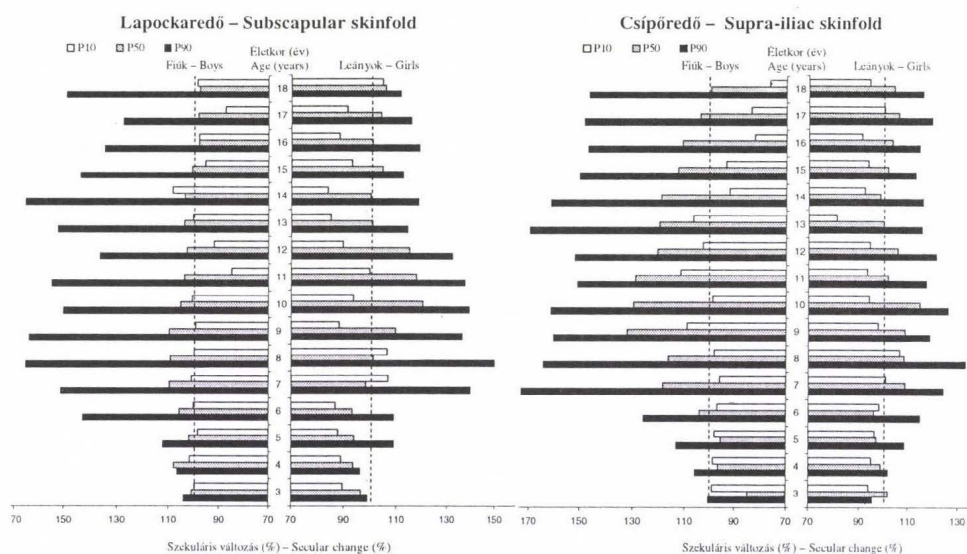 Lapockaredő – Subscapular skinfold
P10 P50 P90
Életkor (év)
Fiúk – Boys Age (years) Leányok – Girls
18
17
16
15
14
13
12
11
10
9
8
7
6
5
4
3
70 150 130 110 90 70 70 90 110 130 150
Szekuláris változás (%) – Secular change (%)
Csípőredő – Supra-iliac skinfold
P10 P50 P90
Életkor (év)
Fiúk – Boys Age (years) Leányok – Girls
18
17
16
15
14
13
12
11
10
9
8
7
6
5
4
3
170 150 130 110 90 70 70 90 110 130
Szekuláris változás (%) – Secular change (%)